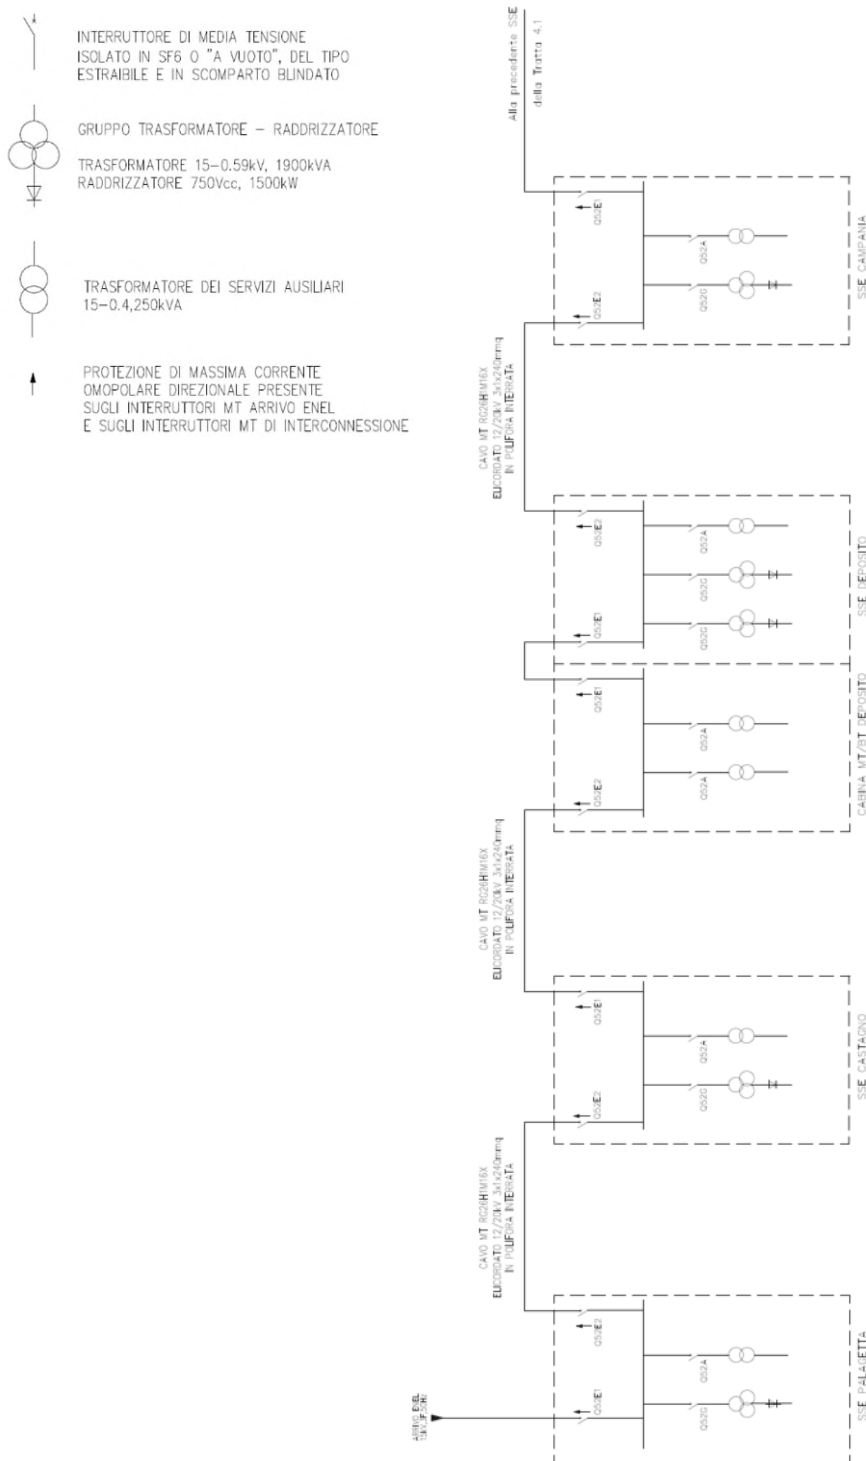 INTERRUTTORE DI MEDIA TENSIONE
ISOLATO IN SF6 O "A VUOTO", DEL TIPO
ESTRAIBILE E IN SCOMPARTO BLINDATO
GRUPPO TRASFORMATORE – RADDRIZZATORE
TRASFORMATORE 15–0.59kV, 1900kVA
RADDRIZZATORE 750Vcc, 1500kW
TRASFORMATORE DEI SERVIZI AUSILIARI
15–0.4,250kVA
PROTEZIONE DI MASSIMA CORRENTE
OMOPOLARE DIREZIONALE PRESENTE
SUGLI INTERRUTTORI MT ARRIVO ENEL
E SUGLI INTERRUTTORI MT DI INTERCONNESSIONE
Alla precedente SSE
della Tratta 4.1
Q52E1
Q52A
Q52G
Q52E2
SSE CAMPANIA
CAVO MT RG26H1M16X
ELICORDATO 12/20kV 3x1x240mmq
IN POLIFORA INTERRATA
Q52E2
Q52A
Q52G
Q52G
Q52E1
SSE DEPOSITO
Q52E1
Q52A
Q52A
Q52E2
CABINA MT/BT DEPOSITO
CAVO MT RG26H1M16X
ELICORDATO 12/20kV 3x1x240mmq
IN POLIFORA INTERRATA
Q52E1
Q52A
Q52G
Q52E2
SSE CASTAGNO
CAVO MT RG26H1M16X
ELICORDATO 12/20kV 3x1x240mmq
IN POLIFORA INTERRATA
Q52E2
Q52A
Q52G
Q52E1
SSE PALAGETTA
ARRIVO ENEL
15kV,3F,50Hz